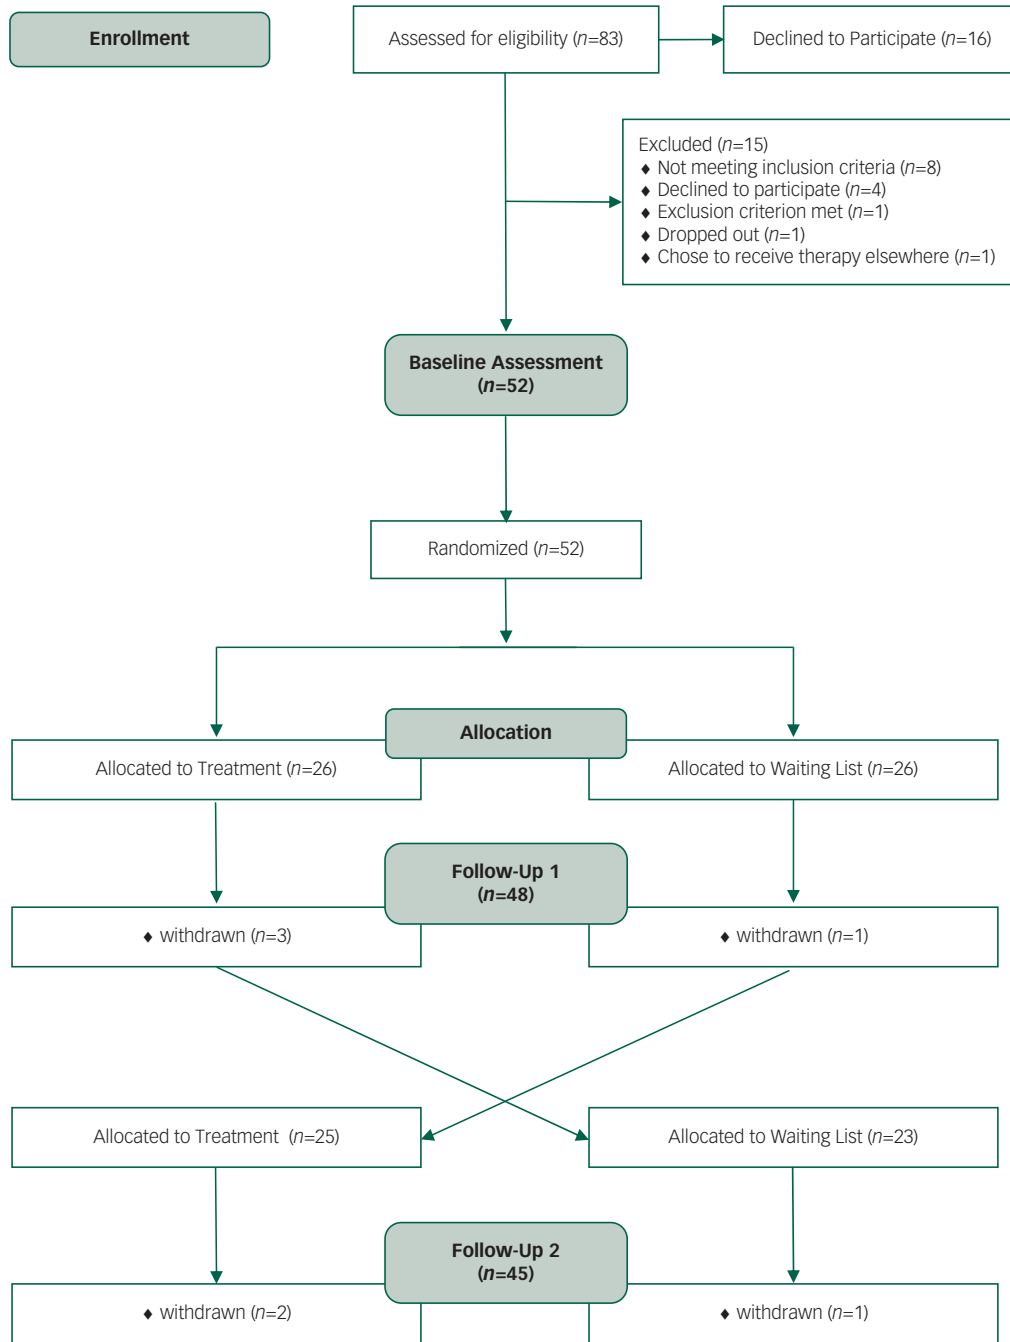 Enrollment
Assessed for eligibility (n=83)
Declined to Participate (n=16)
Excluded (n=15)
♦ Not meeting inclusion criteria (n=8)
♦ Declined to participate (n=4)
♦ Exclusion criterion met (n=1)
♦ Dropped out (n=1)
♦ Chose to receive therapy elsewhere (n=1)
Baseline Assessment
(n=52)
Randomized (n=52)
Allocation
Allocated to Treatment (n=26)
Allocated to Waiting List (n=26)
Follow-Up 1
(n=48)
♦ withdrawn (n=3)
♦ withdrawn (n=1)
Allocated to Treatment (n=25)
Allocated to Waiting List (n=23)
Follow-Up 2
(n=45)
♦ withdrawn (n=2)
♦ withdrawn (n=1)